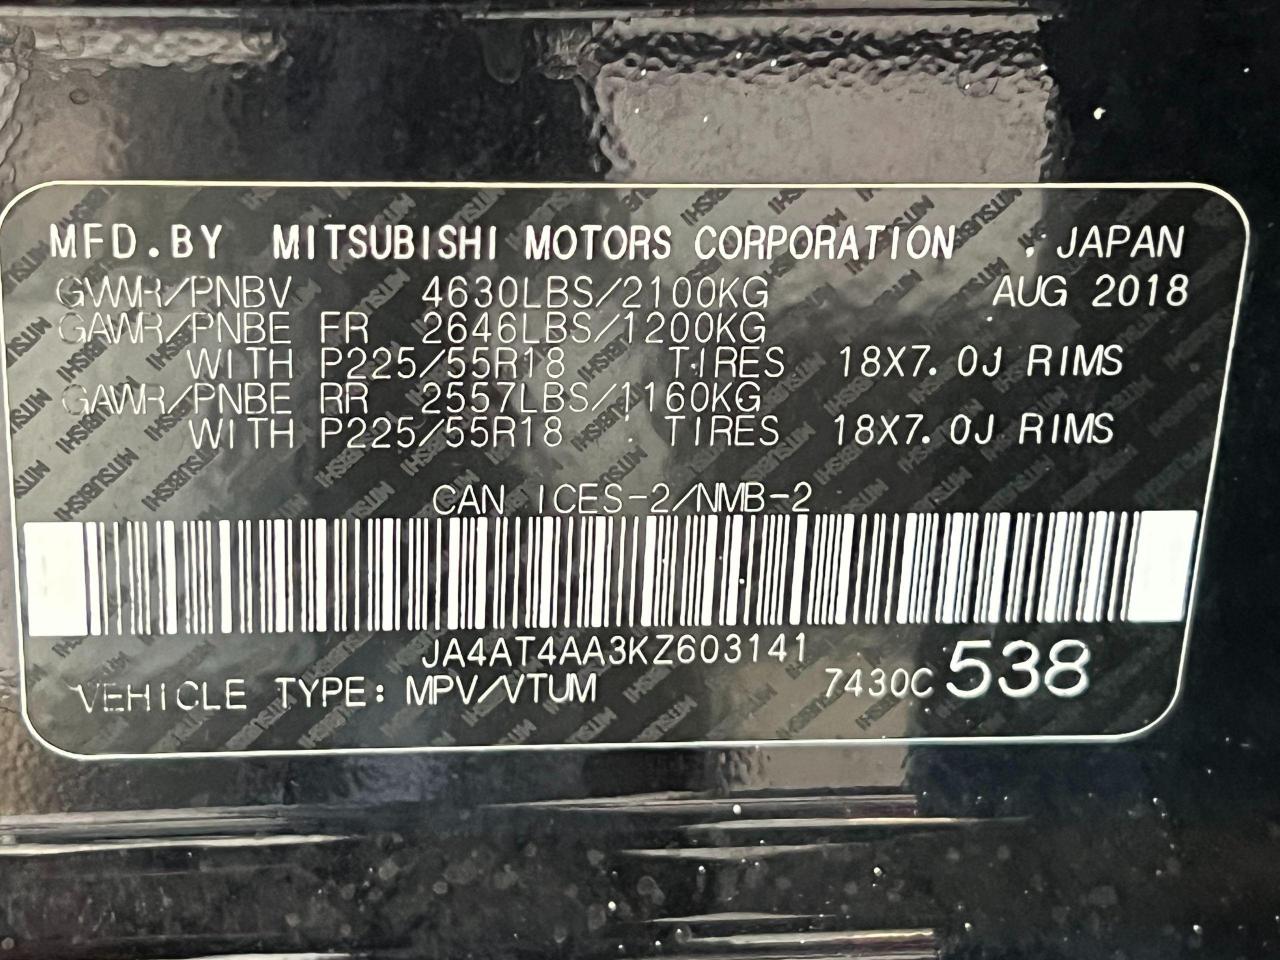 MFD.BY MITSUBISHI MOTORS CORPORATION , JAPAN
GVWR/PNBV 4630LBS/2100KG AUG 2018
GAWR/PNBE FR 2646LBS/1200KG
WITH P225/55R18 TIRES 18X7.0J RIMS
GAWR/PNBE RR 2557LBS/1160KG
WITH P225/55R18 TIRES 18X7.0J RIMS
CAN ICES-2/NMB-2
JA4AT4AA3KZ603141
VEHICLE TYPE: MPV/VTUM 7430C 538